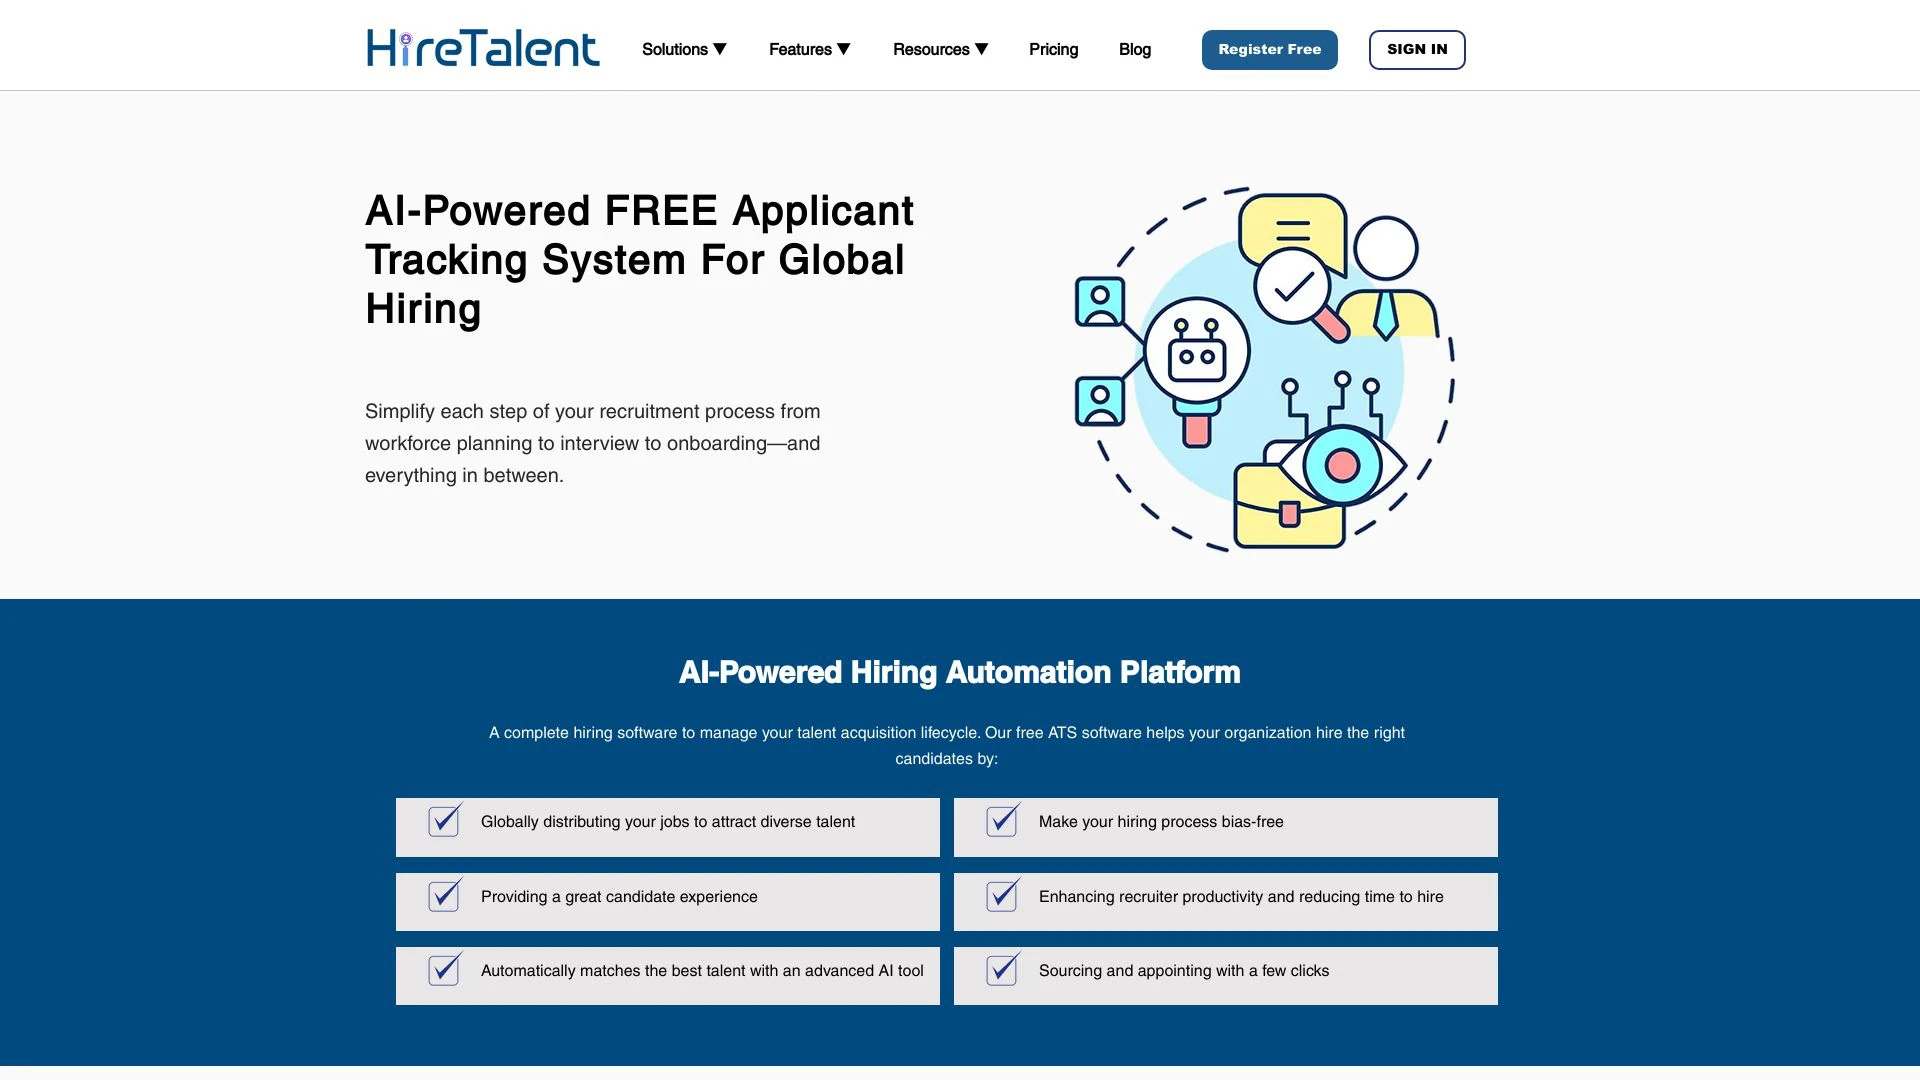 HireTalent
Solutions ▼
Features ▼
Resources ▼
Pricing
Blog
Register Free
SIGN IN
AI-Powered FREE Applicant
Tracking System For Global
Hiring
Simplify each step of your recruitment process from
workforce planning to interview to onboarding—and
everything in between.
AI-Powered Hiring Automation Platform
A complete hiring software to manage your talent acquisition lifecycle. Our free ATS software helps your organization hire the right
candidates by:
Globally distributing your jobs to attract diverse talent
Make your hiring process bias-free
Providing a great candidate experience
Enhancing recruiter productivity and reducing time to hire
Automatically matches the best talent with an advanced AI tool
Sourcing and appointing with a few clicks